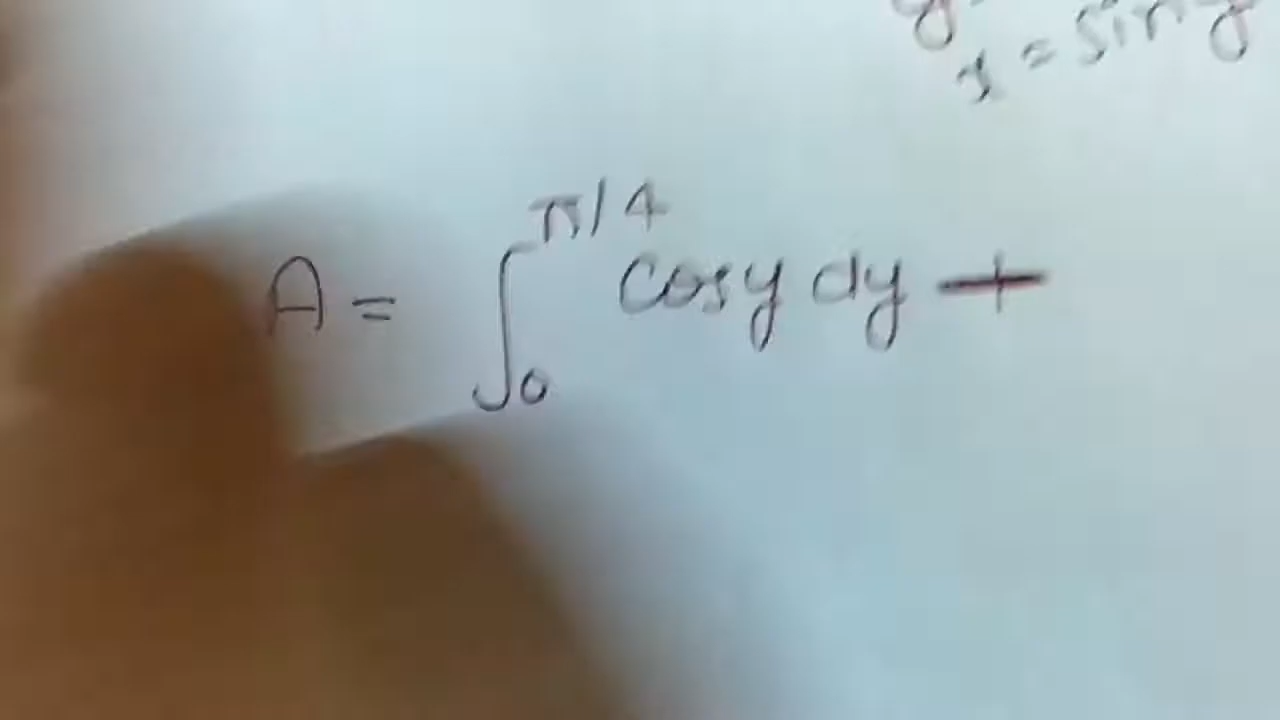 x = sin y
A = ∫₀^π/4 cosy dy +